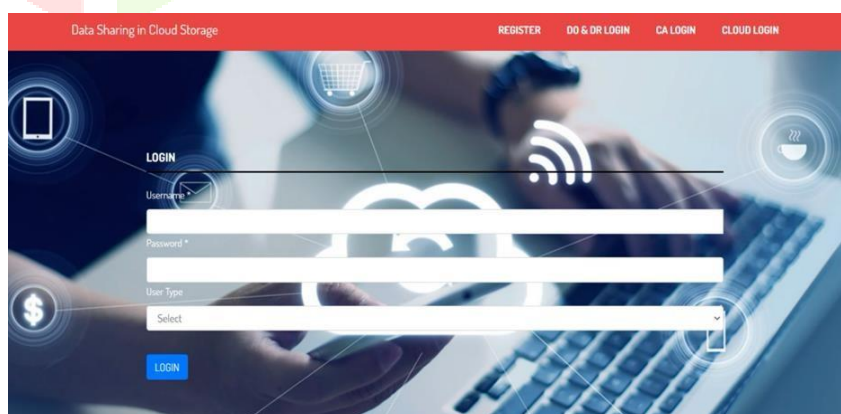 Data Sharing in Cloud Storage
REGISTER DO & DR LOGIN CA LOGIN CLOUD LOGIN
LOGIN
Username *
Password *
User Type
Select
LOGIN